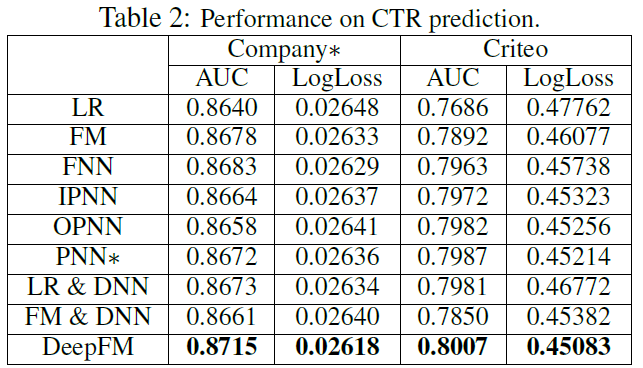 Table 2: Performance on CTR prediction.
Company∗ Criteo
AUC LogLoss AUC LogLoss
LR 0.8640 0.02648 0.7686 0.47762
FM 0.8678 0.02633 0.7892 0.46077
FNN 0.8683 0.02629 0.7963 0.45738
IPNN 0.8664 0.02637 0.7972 0.45323
OPNN 0.8658 0.02641 0.7982 0.45256
PNN∗ 0.8672 0.02636 0.7987 0.45214
LR & DNN 0.8673 0.02634 0.7981 0.46772
FM & DNN 0.8661 0.02640 0.7850 0.45382
DeepFM 0.8715 0.02618 0.8007 0.45083